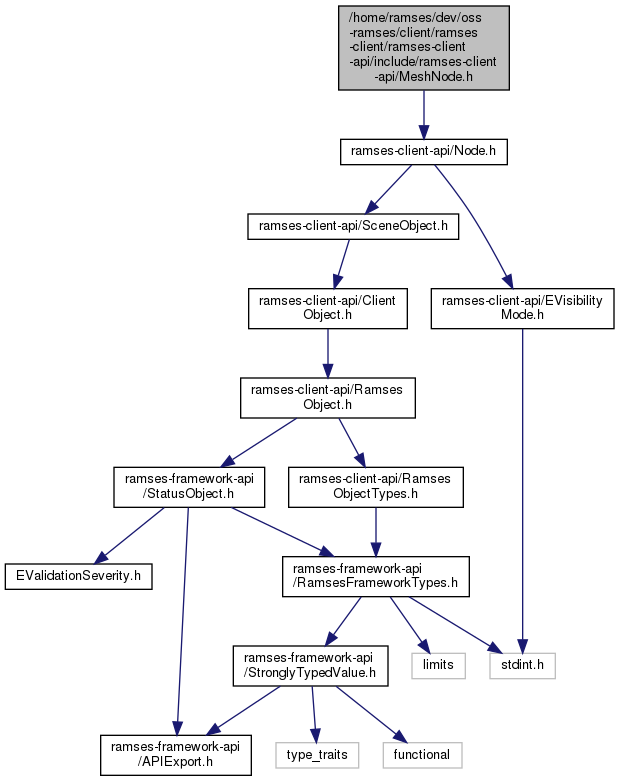 /home/ramses/dev/oss
-ramses/client/ramses
-client/ramses-client
-api/include/ramses-client
-api/MeshNode.h
ramses-client-api/Node.h
ramses-client-api/SceneObject.h
ramses-client-api/Client
Object.h
ramses-client-api/EVisibility
Mode.h
ramses-client-api/Ramses
Object.h
ramses-framework-api
/StatusObject.h
ramses-client-api/Ramses
ObjectTypes.h
EValidationSeverity.h
ramses-framework-api
/RamsesFrameworkTypes.h
ramses-framework-api
/StronglyTypedValue.h
limits
stdint.h
ramses-framework-api
/APIExport.h
type_traits
functional